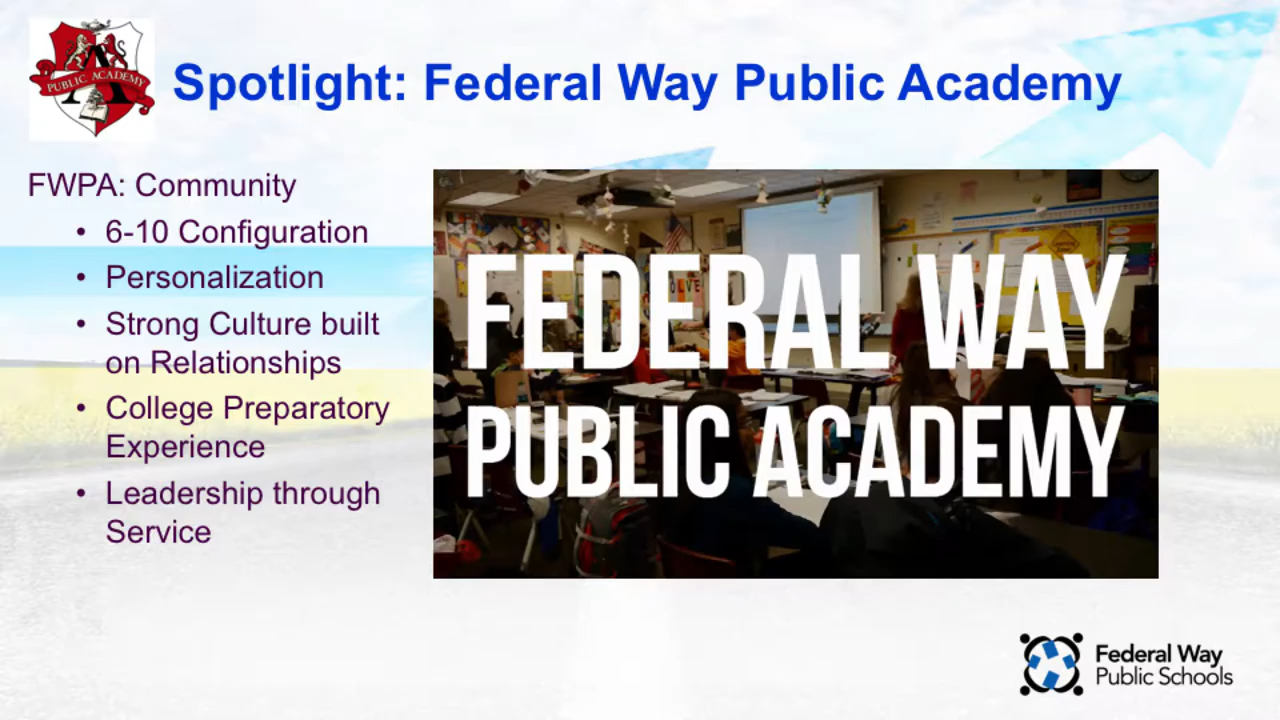 PUBLIC ACADEMY
A
Spotlight: Federal Way Public Academy
FWPA: Community
• 6-10 Configuration
• Personalization
• Strong Culture built
on Relationships
• College Preparatory
Experience
• Leadership through
Service
FEDERAL WAY
PUBLIC ACADEMY
Federal Way
Public Schools